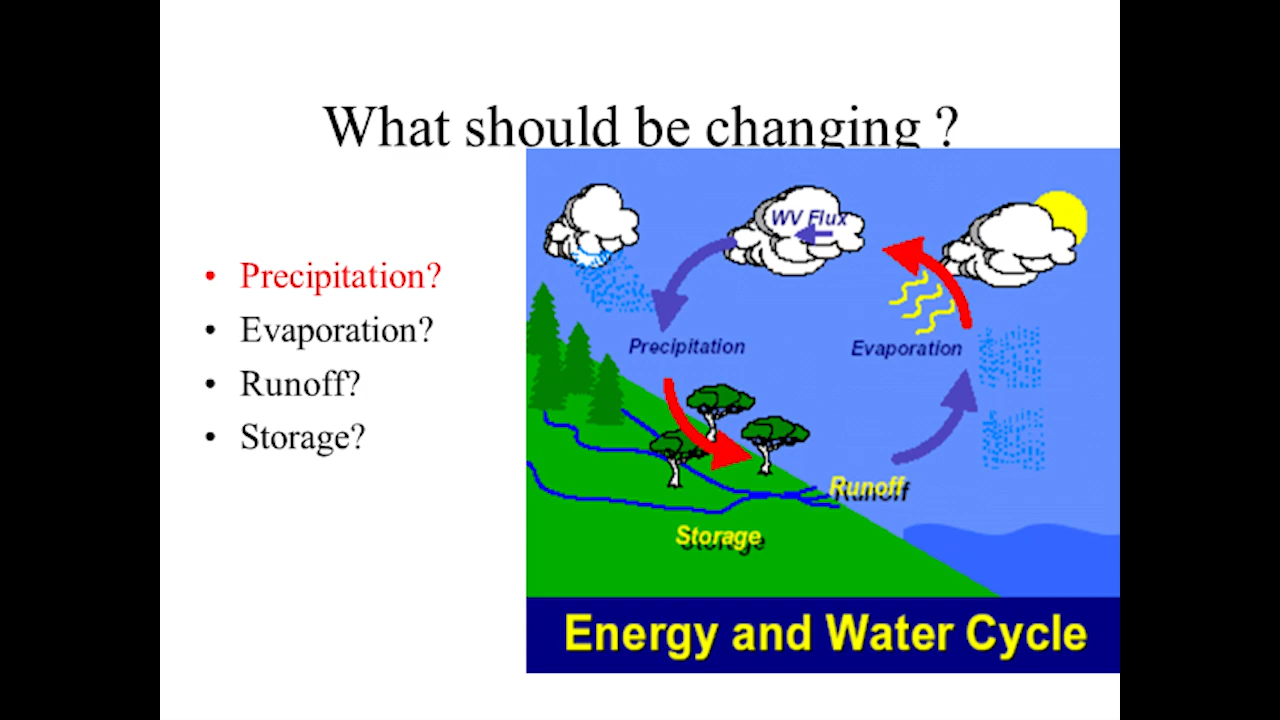 What should be changing ?
• Precipitation?
• Evaporation?
• Runoff?
• Storage?
WV Flux
Precipitation
Evaporation
Runoff
Storage
Energy and Water Cycle